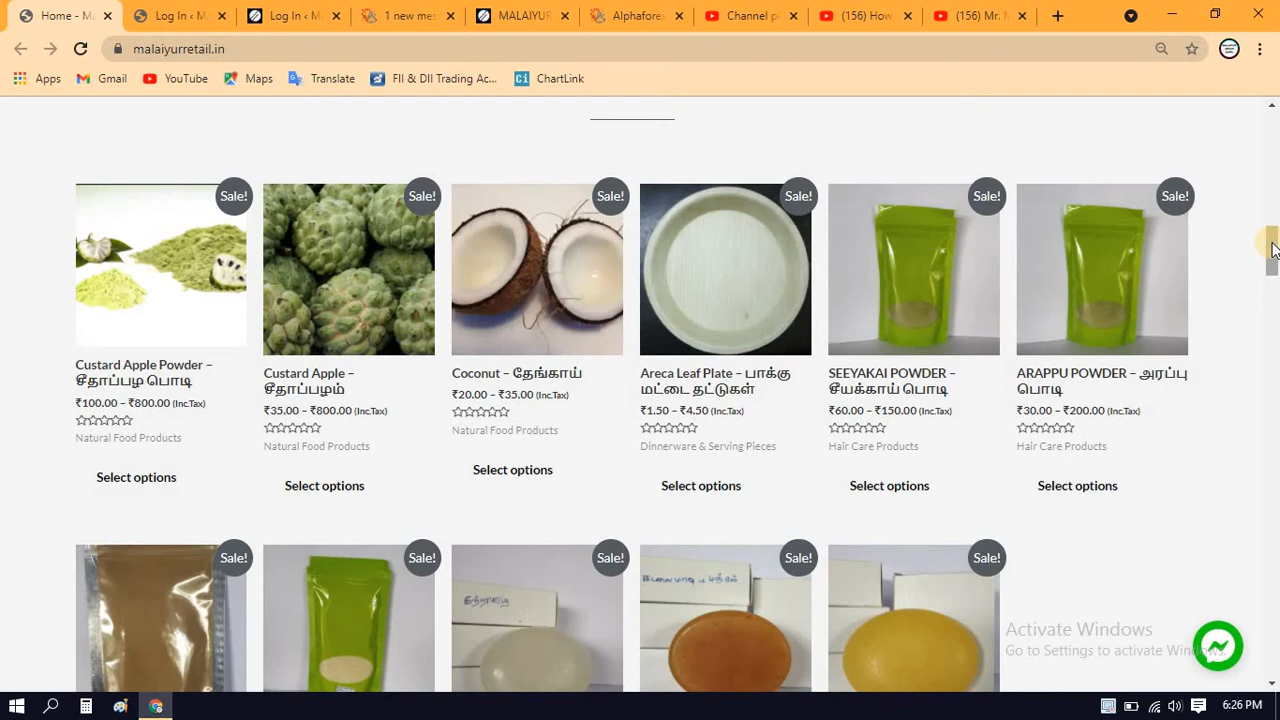 Home - M
Log In ‹ M
Log In ‹ M
1 new mes
MALAIYUR
Alphafore
Channel p
(156) How
(156) Mr. M
malaiyurretail.in
Apps
Gmail
YouTube
Maps
Translate
FII & DII Trading Ac...
ChartLink
Sale!
Sale!
Sale!
Sale!
Sale!
Sale!
Custard Apple Powder –
சீதாப்பழ பொடி
₹100.00 – ₹800.00 (Inc.Tax)
Natural Food Products
Select options
Custard Apple –
சீதாப்பழம்
₹35.00 – ₹800.00 (Inc.Tax)
Natural Food Products
Select options
Coconut – தேங்காய்
₹20.00 – ₹35.00 (Inc.Tax)
Natural Food Products
Select options
Areca Leaf Plate – பாக்கு
மட்டை தட்டுகள்
₹1.50 – ₹4.50 (Inc.Tax)
Dinnerware & Serving Pieces
Select options
SEEYAKAI POWDER –
சீயக்காய் பொடி
₹60.00 – ₹150.00 (Inc.Tax)
Hair Care Products
Select options
ARAPPU POWDER – அரப்பு
பொடி
₹30.00 – ₹200.00 (Inc.Tax)
Hair Care Products
Select options
Sale!
Sale!
Sale!
Sale!
Sale!
Activate Windows
Go to Settings to activate Windows.
6:26 PM